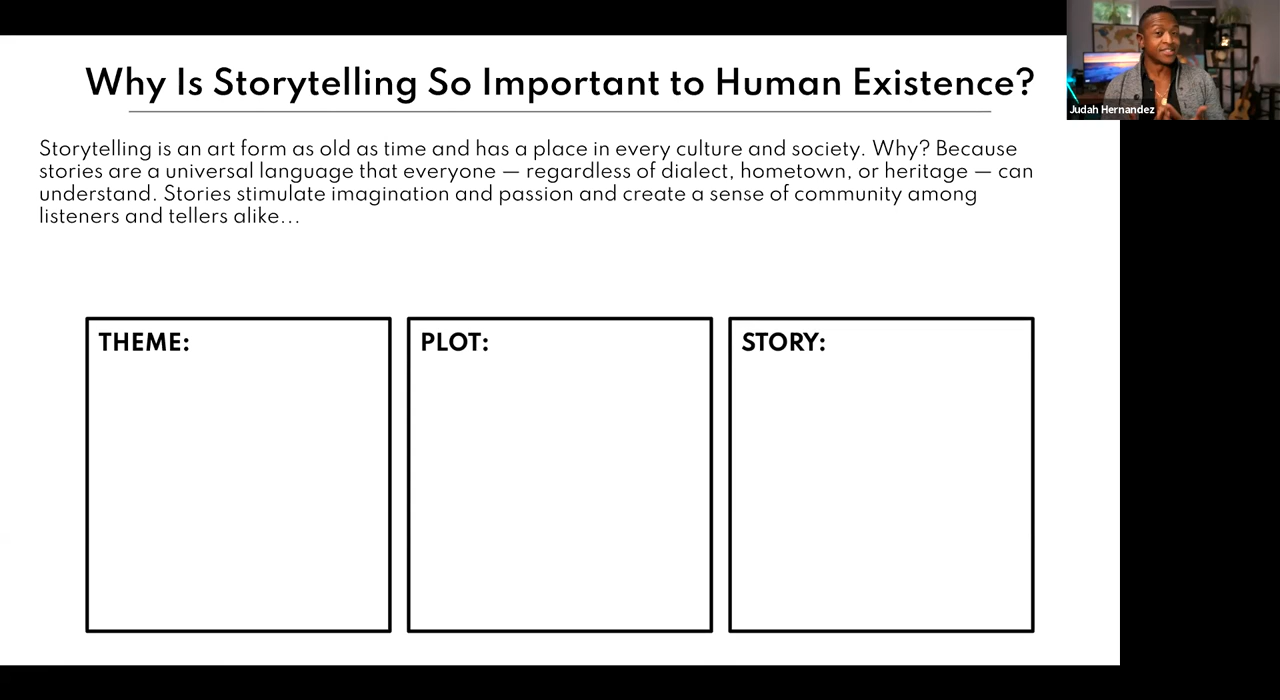 Why Is Storytelling So Important to Human Existence?
Judah Hernandez
Storytelling is an art form as old as time and has a place in every culture and society. Why? Because
stories are a universal language that everyone — regardless of dialect, hometown, or heritage — can
understand. Stories stimulate imagination and passion and create a sense of community among
listeners and tellers alike...
THEME:
PLOT:
STORY: